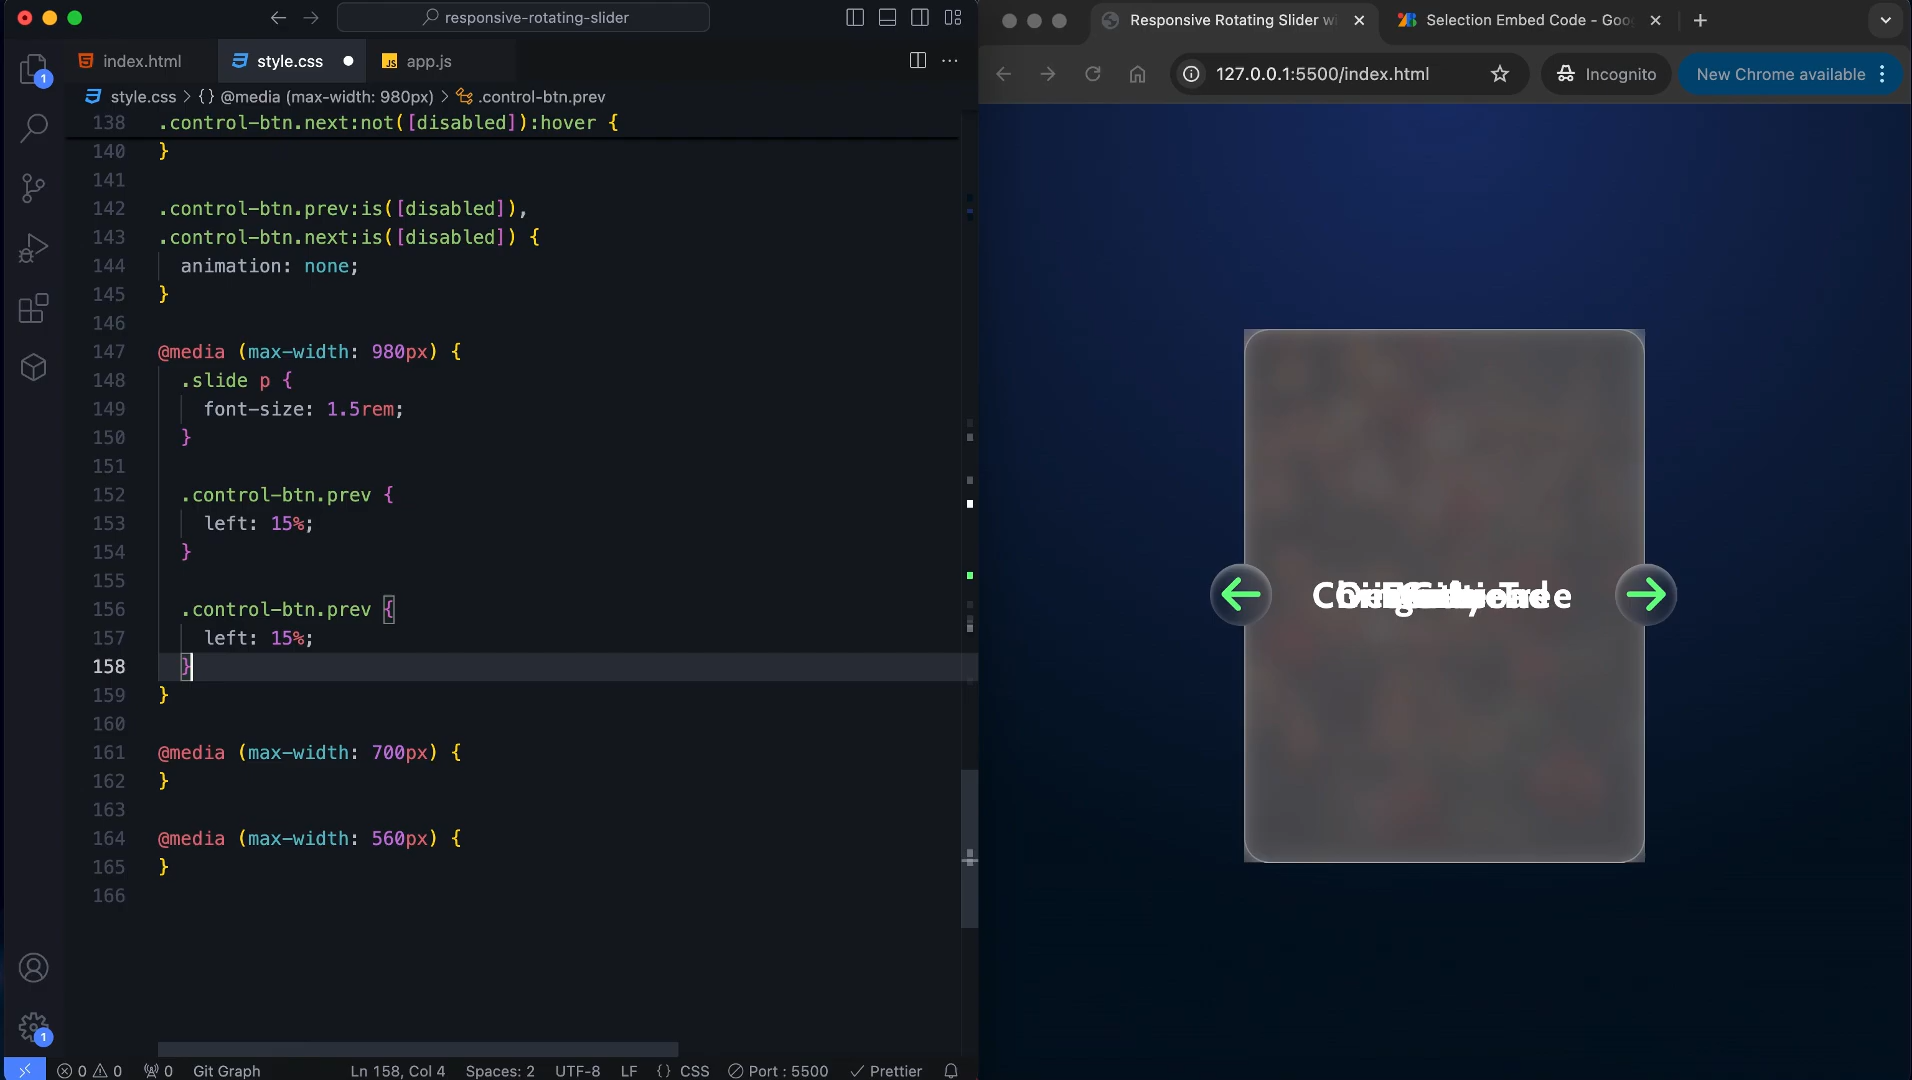 responsive-rotating-slider
index.html
style.css
JS app.js
style.css > {} @media (max-width: 980px) > .control-btn.prev
138 .control-btn.next:not([disabled]):hover {
140 }
141
142 .control-btn.prev:is([disabled]),
143 .control-btn.next:is([disabled]) {
144 animation: none;
145 }
146
147 @media (max-width: 980px) {
148 .slide p {
149 font-size: 1.5rem;
150 }
151
152 .control-btn.prev {
153 left: 15%;
154 }
155
156 .control-btn.prev {
157 left: 15%;
158 }
159 }
160
161 @media (max-width: 700px) {
162 }
163
164 @media (max-width: 560px) {
165 }
166
1
1
0 0
0
Git Graph
Ln 158, Col 4
Spaces: 2
UTF-8
LF
{} CSS
Port : 5500
Prettier
Responsive Rotating Slider wi
Selection Embed Code - Goo
127.0.0.1:5500/index.html
Incognito
New Chrome available